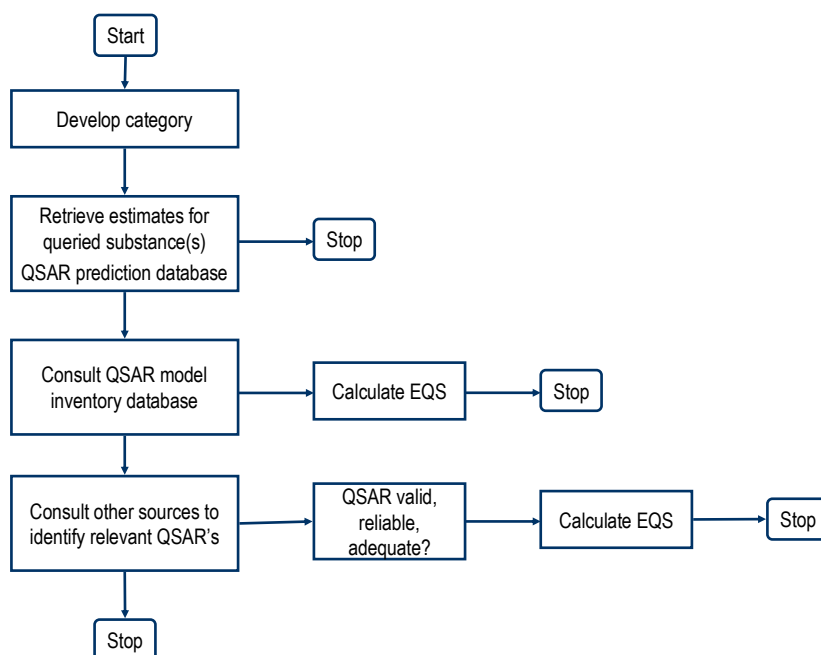 Start
Develop category
Retrieve estimates for
queried substance(s)
QSAR prediction database
Stop
Consult QSAR model
inventory database
Calculate EQS
Stop
Consult other sources to
identify relevant QSAR's
QSAR valid,
reliable,
adequate?
Calculate EQS
Stop
Stop